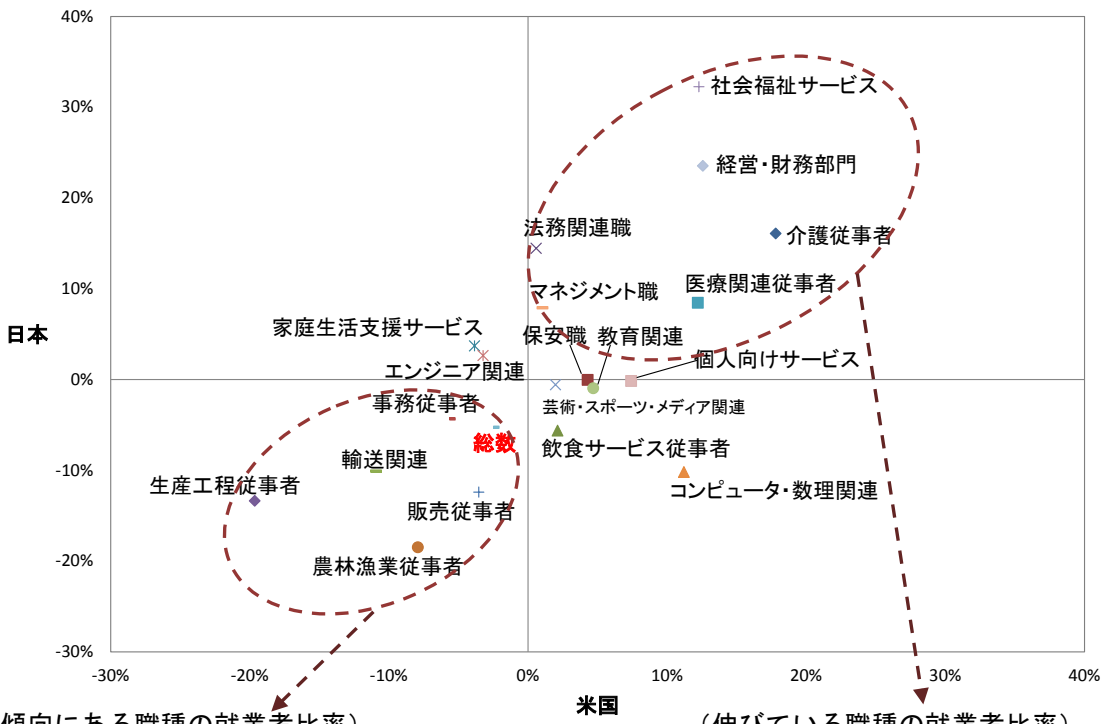 40%
社会福祉サービス
30%
経営・財務部門
20%
法務関連職
介護従事者
10%
医療関連従事者
マネジメント職
日本
家庭生活支援サービス
保安職 教育関連
個人向けサービス
エンジニア関連
0%
事務従事者
芸術・スポーツ・メディア関連
総数
飲食サービス従事者
輸送関連
-10%
生産工程従事者
コンピュータ・数理関連
販売従事者
-20%
農林漁業従事者
-30%
-30% -20% -10% 0% 10% 20% 30% 40%
米国
傾向にある職種の就業者比率)
(伸びている職種の就業者比率)